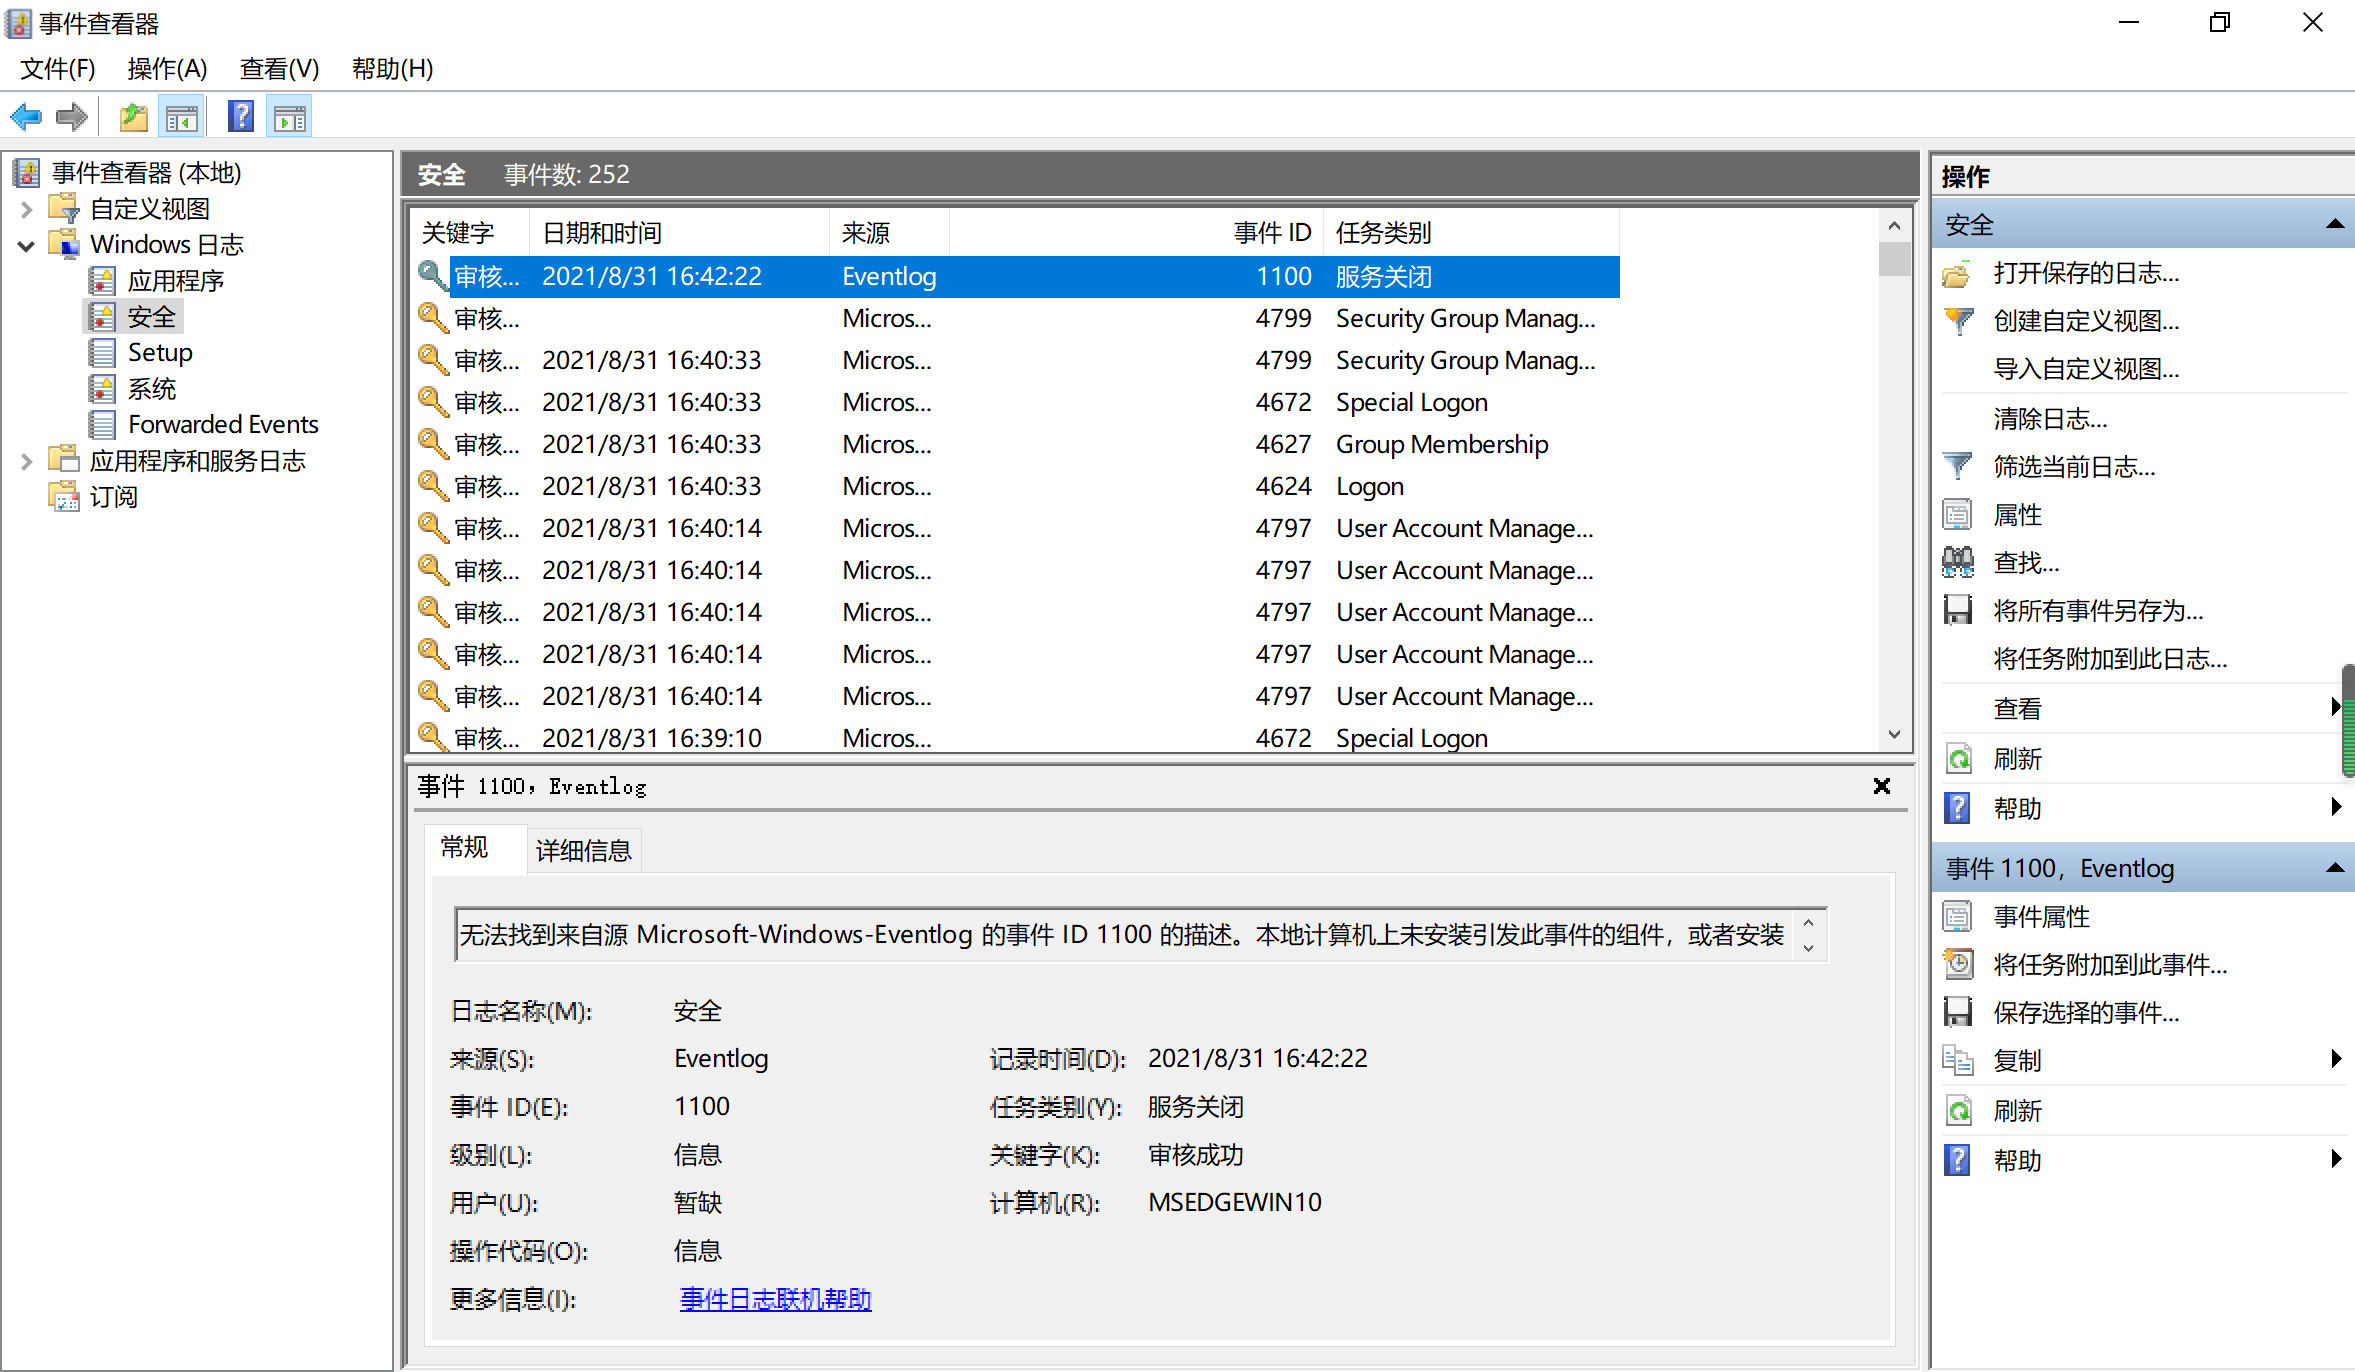 事件查看器
文件(F) 操作(A) 查看(V) 帮助(H)
事件查看器 (本地)
自定义视图
Windows 日志
应用程序
安全
Setup
系统
Forwarded Events
应用程序和服务日志
订阅
安全 事件数: 252
关键字 日期和时间 来源 事件 ID 任务类别
审核... 2021/8/31 16:42:22 Eventlog 1100 服务关闭
审核... Micros... 4799 Security Group Manag...
审核... 2021/8/31 16:40:33 Micros... 4799 Security Group Manag...
审核... 2021/8/31 16:40:33 Micros... 4672 Special Logon
审核... 2021/8/31 16:40:33 Micros... 4627 Group Membership
审核... 2021/8/31 16:40:33 Micros... 4624 Logon
审核... 2021/8/31 16:40:14 Micros... 4797 User Account Manage...
审核... 2021/8/31 16:40:14 Micros... 4797 User Account Manage...
审核... 2021/8/31 16:40:14 Micros... 4797 User Account Manage...
审核... 2021/8/31 16:40:14 Micros... 4797 User Account Manage...
审核... 2021/8/31 16:40:14 Micros... 4797 User Account Manage...
审核... 2021/8/31 16:39:10 Micros... 4672 Special Logon
事件 1100，Eventlog
常规 详细信息
无法找到来自源 Microsoft-Windows-Eventlog 的事件 ID 1100 的描述。本地计算机上未安装引发此事件的组件，或者安装
日志名称(M): 安全
来源(S): Eventlog 记录时间(D): 2021/8/31 16:42:22
事件 ID(E): 1100 任务类别(Y): 服务关闭
级别(L): 信息 关键字(K): 审核成功
用户(U): 暂缺 计算机(R): MSEDGEWIN10
操作代码(O): 信息
更多信息(I): 事件日志联机帮助
操作
安全
打开保存的日志...
创建自定义视图...
导入自定义视图...
清除日志...
筛选当前日志...
属性
查找...
将所有事件另存为...
将任务附加到此日志...
查看
刷新
帮助
事件 1100，Eventlog
事件属性
将任务附加到此事件...
保存选择的事件...
复制
刷新
帮助